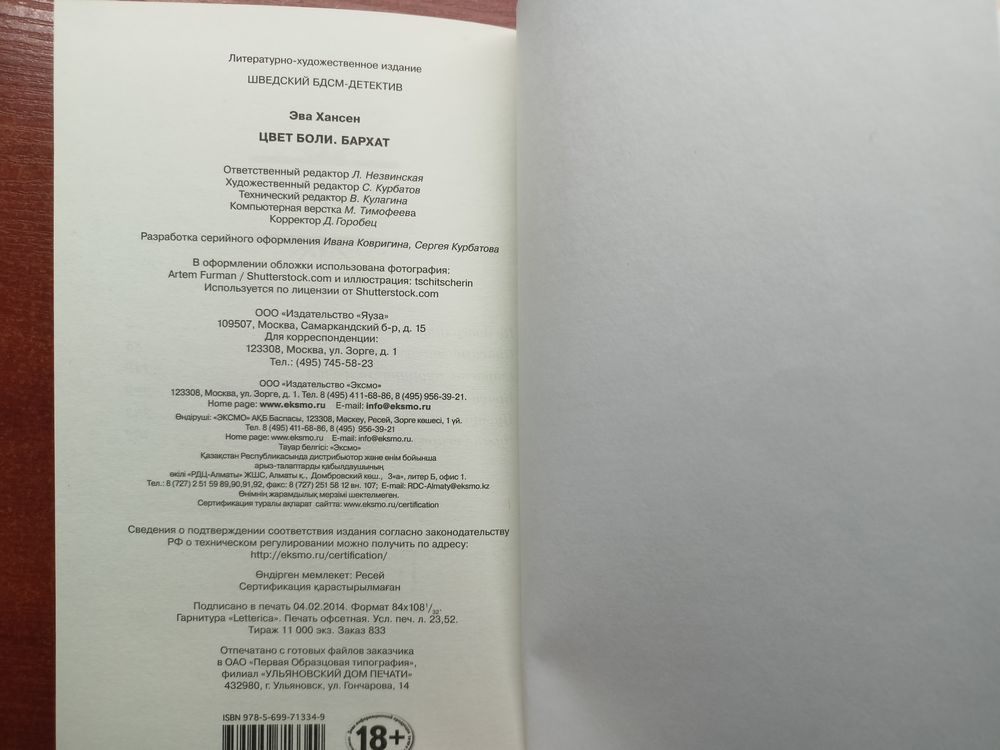 Литературно-художественное издание
ШВЕДСКИЙ БДСМ-ДЕТЕКТИВ
Эва Хансен
ЦВЕТ БОЛИ. БАРХАТ
Ответственный редактор Л. Незвинская
Художественный редактор С. Курбатов
Технический редактор В. Кулагина
Компьютерная верстка М. Тимофеева
Корректор Д. Горобец
Разработка серийного оформления Ивана Ковригина, Сергея Курбатова
В оформлении обложки использована фотография:
Artem Furman / Shutterstock.com и иллюстрация: tschitscherin
Используется по лицензии от Shutterstock.com
ООО «Издательство «Яуза»
109507, Москва, Самаркандский б-р, д. 15
Для корреспонденции:
123308, Москва, ул. Зорге, д. 1
Тел.: (495) 745-58-23
ООО «Издательство «Эксмо»
123308, Москва, ул. Зорге, д. 1. Тел. 8 (495) 411-68-86, 8 (495) 956-39-21.
Home page: www.eksmo.ru E-mail: info@eksmo.ru
Өндіруші: «ЭКСМО» АҚБ Баспасы, 123308, Мәскеу, Ресей, Зорге көшесі, 1 үй.
Тел. 8 (495) 411-68-86, 8 (495) 956-39-21
Home page: www.eksmo.ru E-mail: info@eksmo.ru.
Тауар белгісі: «Эксмо»
Қазақстан Республикасында дистрибьютор және өнім бойынша
арыз-талаптарды қабылдаушының
өкілі «РДЦ-Алматы» ЖШС, Алматы қ., Домбровский көш., 3«а», литер Б, офис 1.
Тел.: 8 (727) 2 51 59 89,90,91,92, факс: 8 (727) 251 58 12 вн. 107; E-mail: RDC-Almaty@eksmo.kz
Өнімнің жарамдылық мерзімі шектелмеген.
Сертификация туралы ақпарат сайтта: www.eksmo.ru/certification
Сведения о подтверждении соответствия издания согласно законодательству
РФ о техническом регулировании можно получить по адресу:
http://eksmo.ru/certification/
Өндірген мемлекет: Ресей
Сертификация қарастырылмаған
Подписано в печать 04.02.2014. Формат 84x108 1/32.
Гарнитура «Letterica». Печать офсетная. Усл. печ. л. 23,52.
Тираж 11 000 экз. Заказ 833
Отпечатано с готовых файлов заказчика
в ОАО «Первая Образцовая типография»,
филиал «УЛЬЯНОВСКИЙ ДОМ ПЕЧАТИ»
432980, г. Ульяновск, ул. Гончарова, 14
ISBN 978-5-699-71334-9
18+